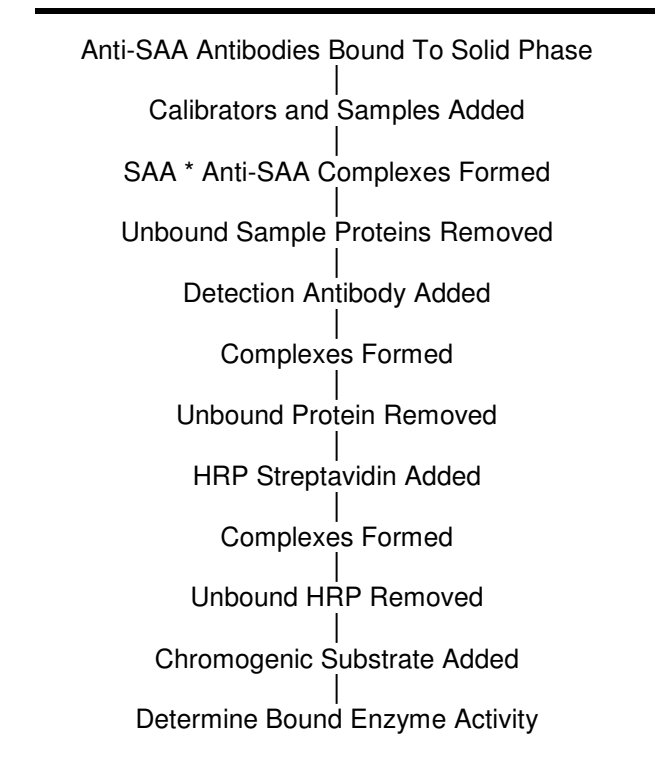 Anti-SAA Antibodies Bound To Solid Phase
Calibrators and Samples Added
SAA * Anti-SAA Complexes Formed
Unbound Sample Proteins Removed
Detection Antibody Added
Complexes Formed
Unbound Protein Removed
HRP Streptavidin Added
Complexes Formed
Unbound HRP Removed
Chromogenic Substrate Added
Determine Bound Enzyme Activity